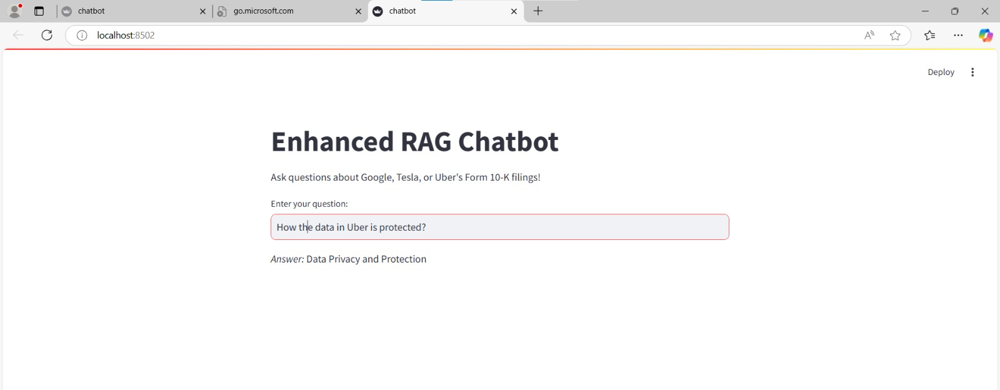 chatbot
go.microsoft.com
chatbot
localhost:8502
Deploy
Enhanced RAG Chatbot
Ask questions about Google, Tesla, or Uber's Form 10-K filings!
Enter your question:
How the data in Uber is protected?
Answer: Data Privacy and Protection